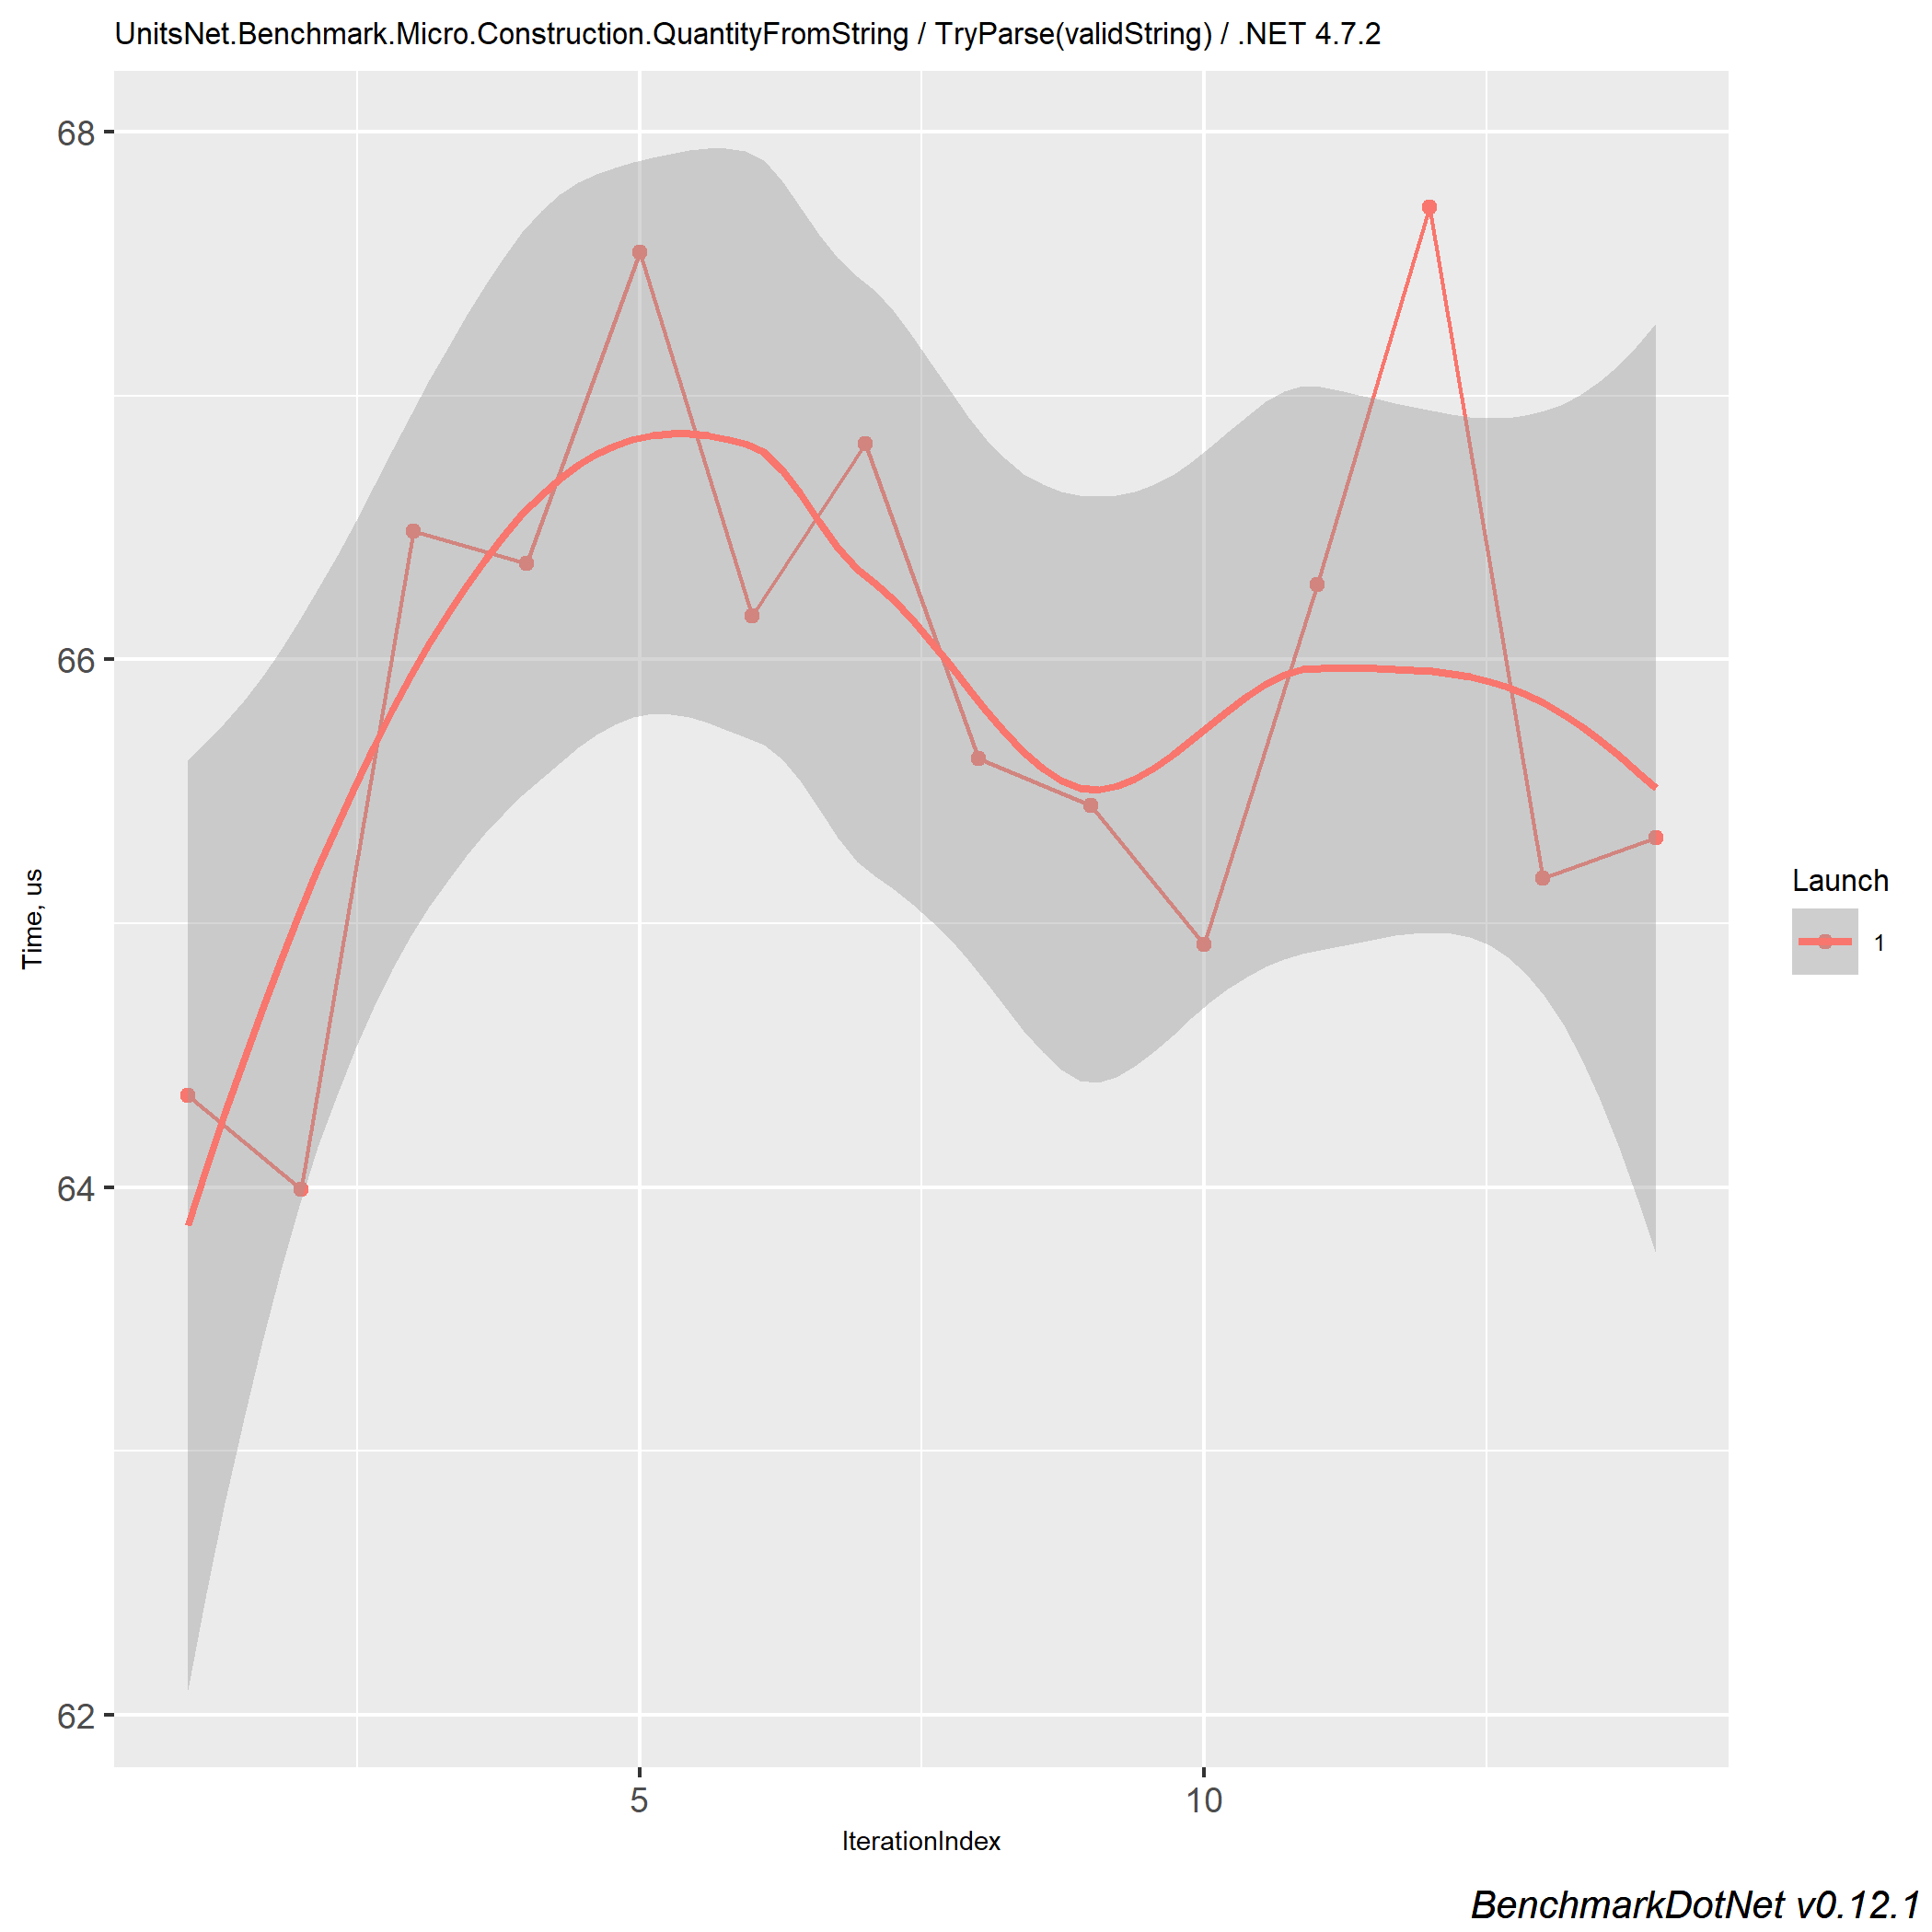 UnitsNet.Benchmark.Micro.Construction.QuantityFromString / TryParse(validString) / .NET 4.7.2
68
66
64
62
Time, us
5
10
IterationIndex
Launch
1
BenchmarkDotNet v0.12.1